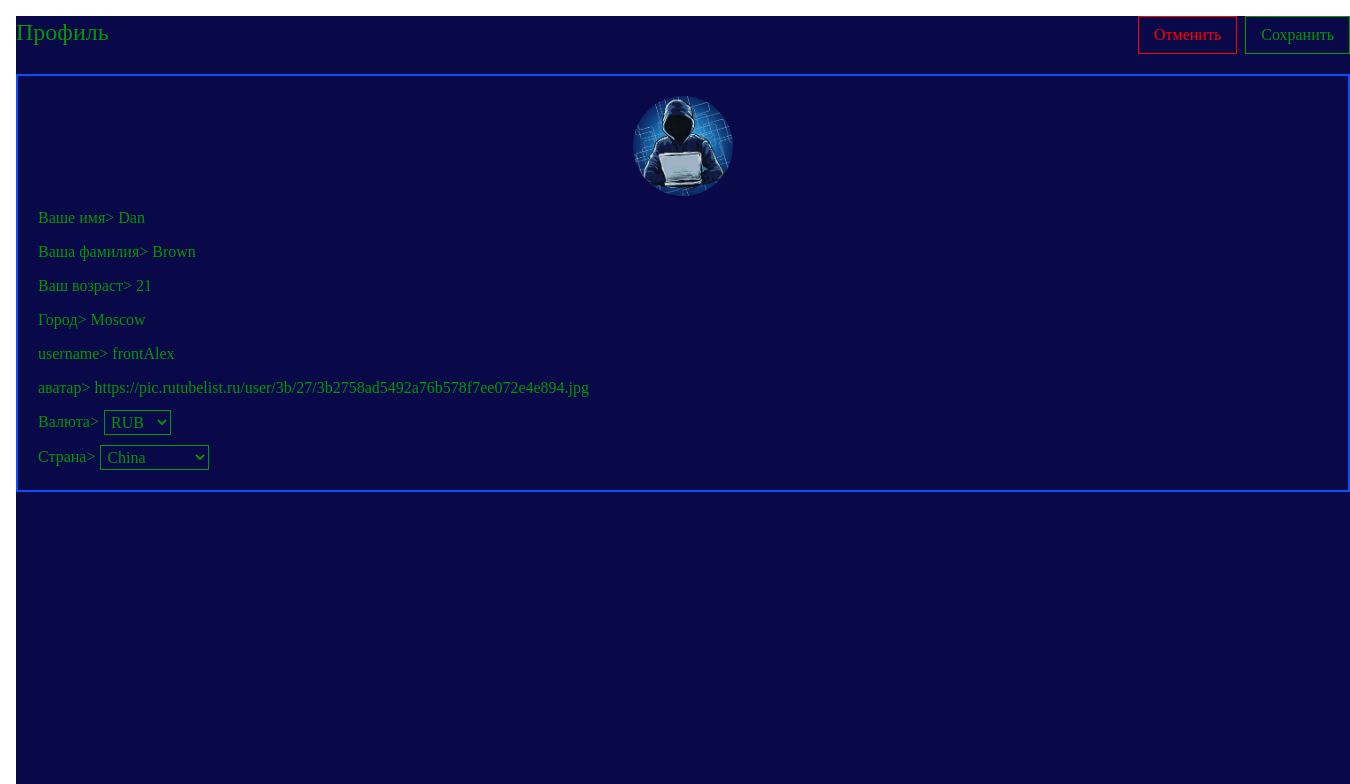 Профиль
Отменить
Сохранить
Ваше имя> Dan
Ваша фамилия> Brown
Ваш возраст> 21
Город> Moscow
username> frontAlex
аватар> https://pic.rutubelist.ru/user/3b/27/3b2758ad5492a76b578f7ee072e4e894.jpg
Валюта> RUB
Страна> China